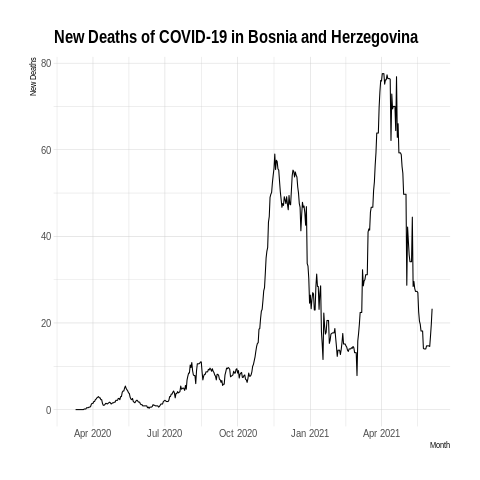 New Deaths of COVID-19 in Bosnia and Herzegovina
New Deaths
80
60
40
20
0
Apr 2020 Jul 2020 Oct 2020 Jan 2021 Apr 2021
Month